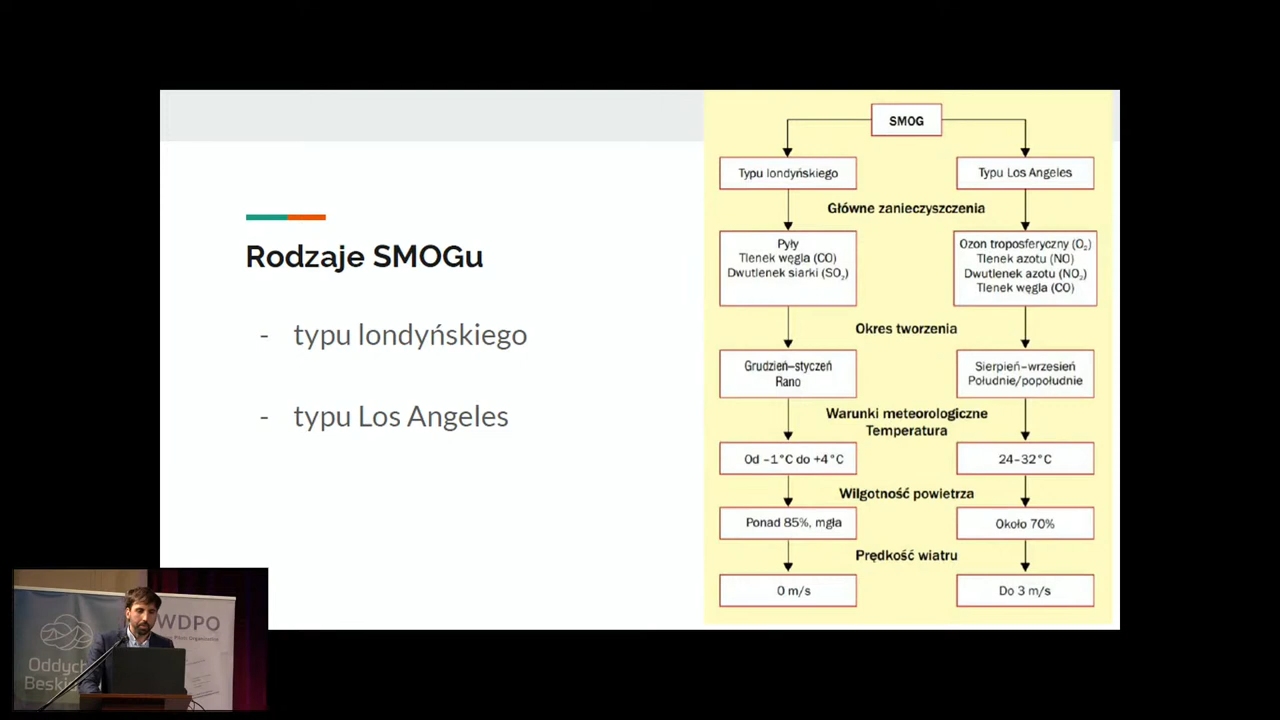 Rodzaje SMOGu
- typu londyńskiego
- typu Los Angeles
SMOG
Typu londyńskiego
Typu Los Angeles
Główne zanieczyszczenia
Pyły
Tlenek węgla (CO)
Dwutlenek siarki (SO₂)
Ozon troposferyczny (O₂)
Tlenek azotu (NO)
Dwutlenek azotu (NO₂)
Tlenek węgla (CO)
Okres tworzenia
Grudzień–styczeń
Rano
Sierpień–wrzesień
Południe/popołudnie
Warunki meteorologiczne
Temperatura
Od –1°C do +4°C
24–32°C
Wilgotność powietrza
Ponad 85%, mgła
Około 70%
Prędkość wiatru
0 m/s
Do 3 m/s
Oddych
Beski
WDPO